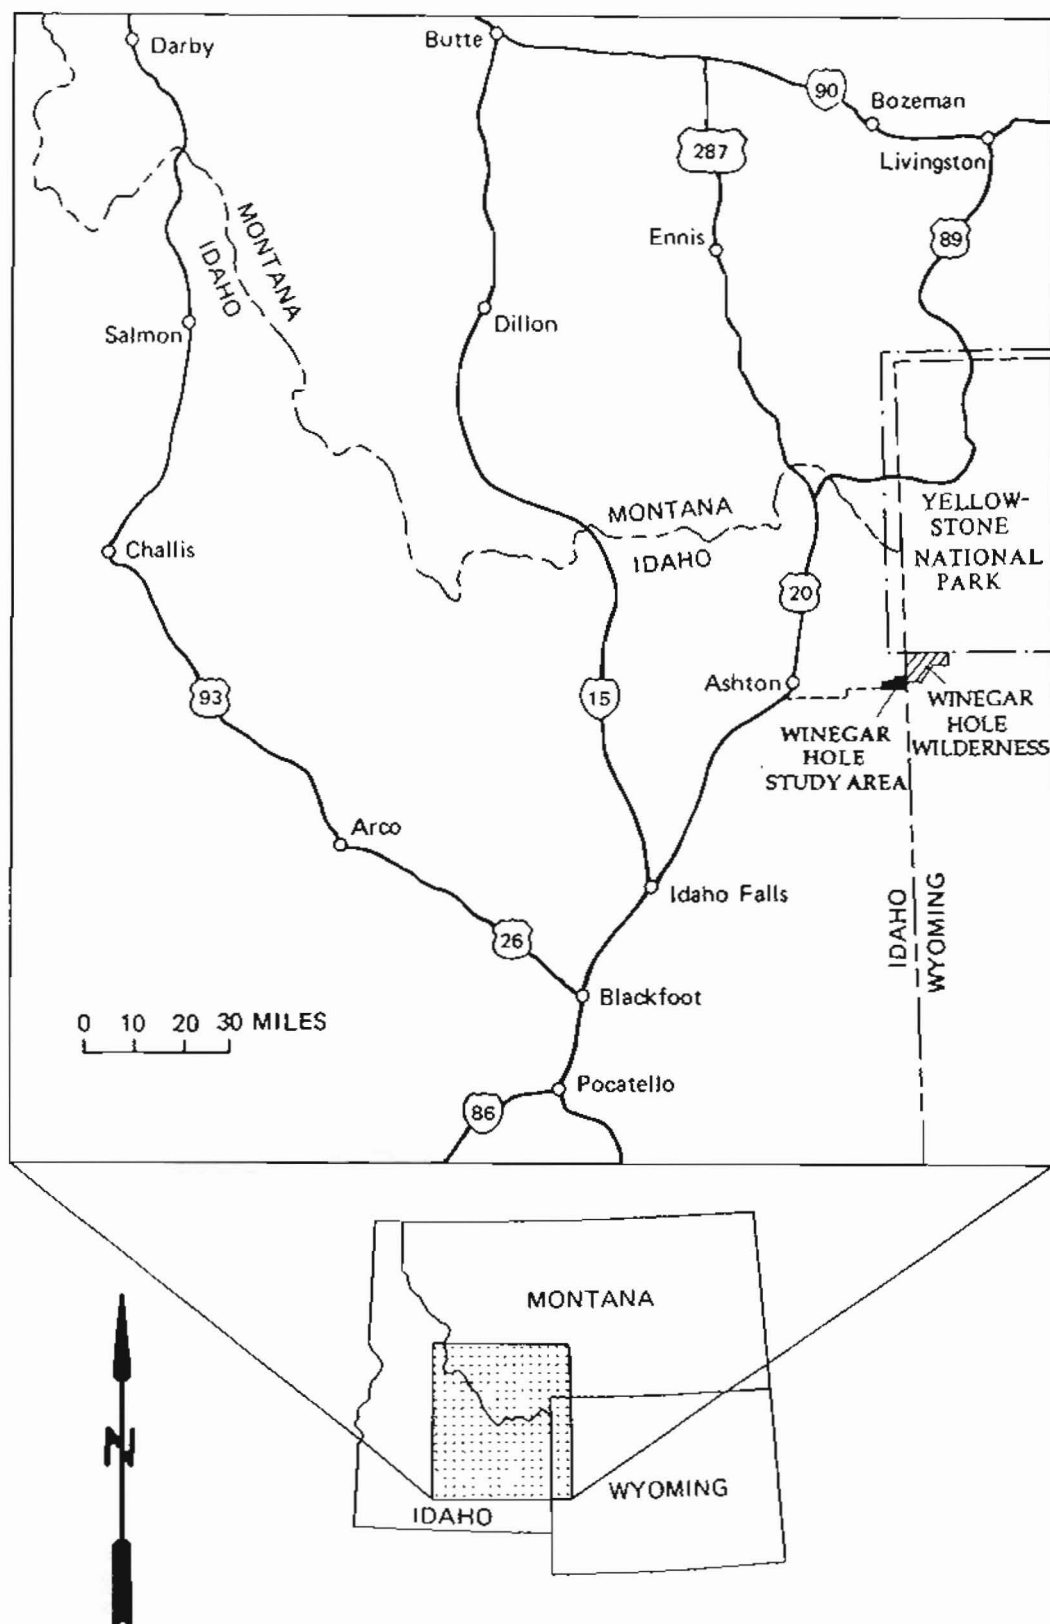 Darby
Butte
90
Bozeman
287
Livingston
MONTANA
IDAHO
Ennis
89
Salmon
Dillon
YELLOW-
STONE
NATIONAL
PARK
MONTANA
IDAHO
Challis
20
93
15
Ashton
WINEGAR
HOLE
STUDY AREA
WINEGAR
HOLE
WILDERNESS
Arco
Idaho Falls
IDAHO
WYOMING
26
Blackfoot
0 10 20 30 MILES
Pocatello
86
MONTANA
N
WYOMING
IDAHO